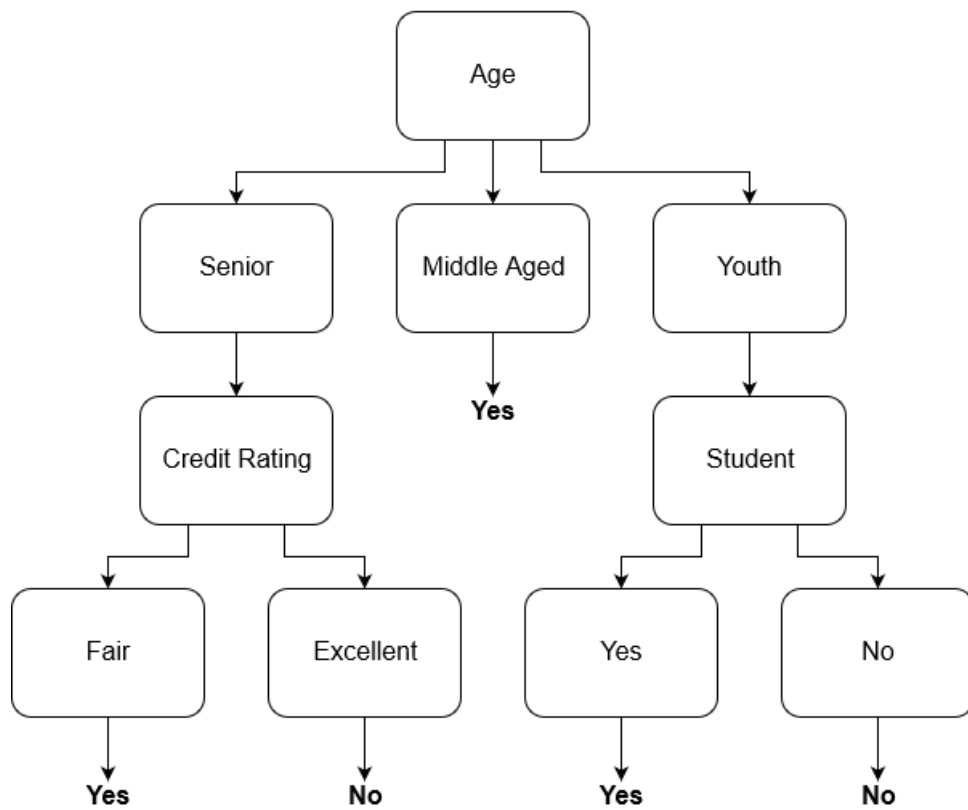 Age
Senior
Middle Aged
Youth
Yes
Credit Rating
Student
Fair
Excellent
Yes
No
Yes
No
Yes
No